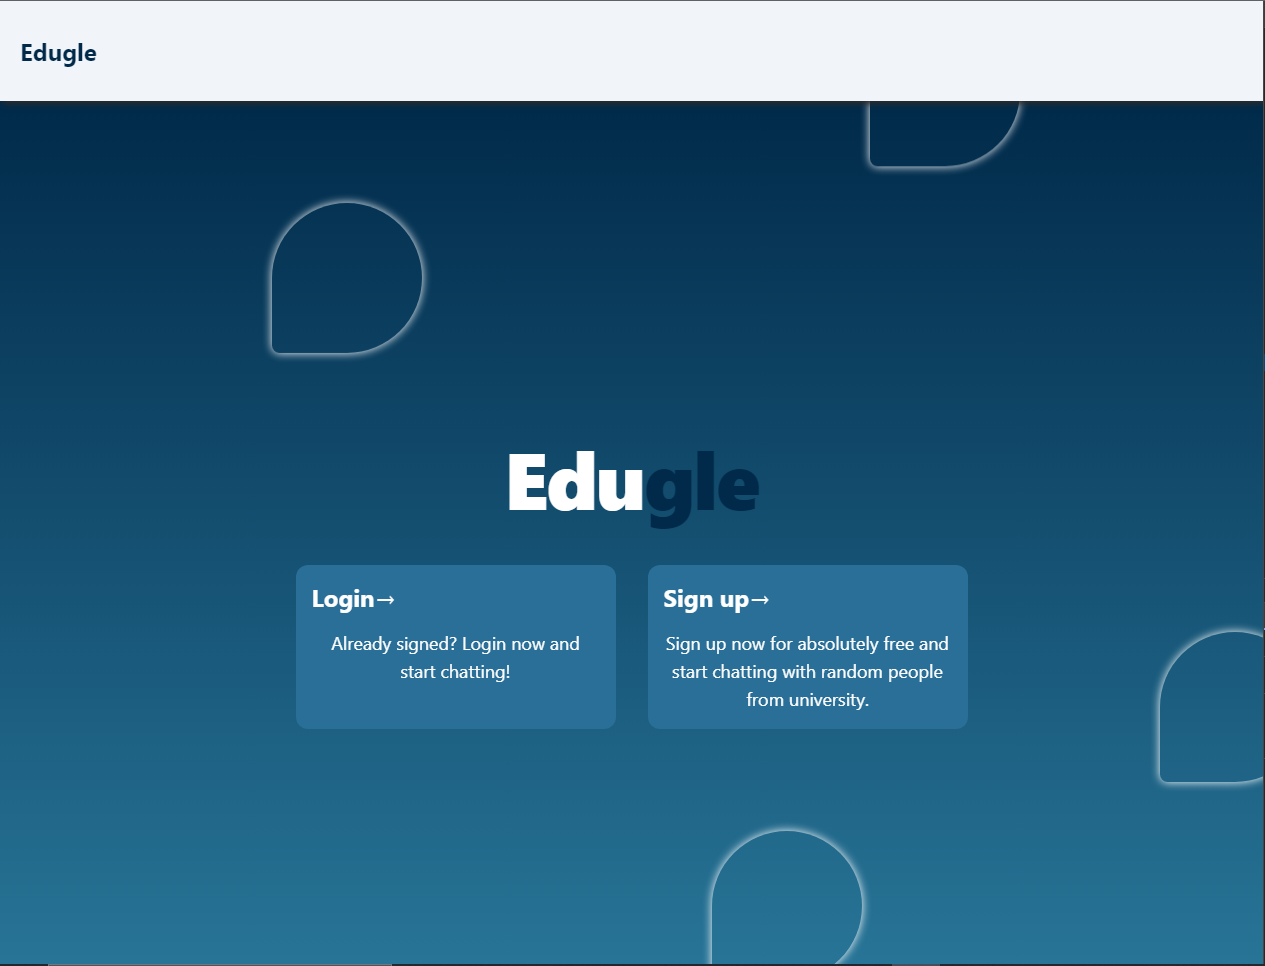 Edugle
Edugle
Login→
Already signed? Login now and
start chatting!
Sign up→
Sign up now for absolutely free and
start chatting with random people
from university.